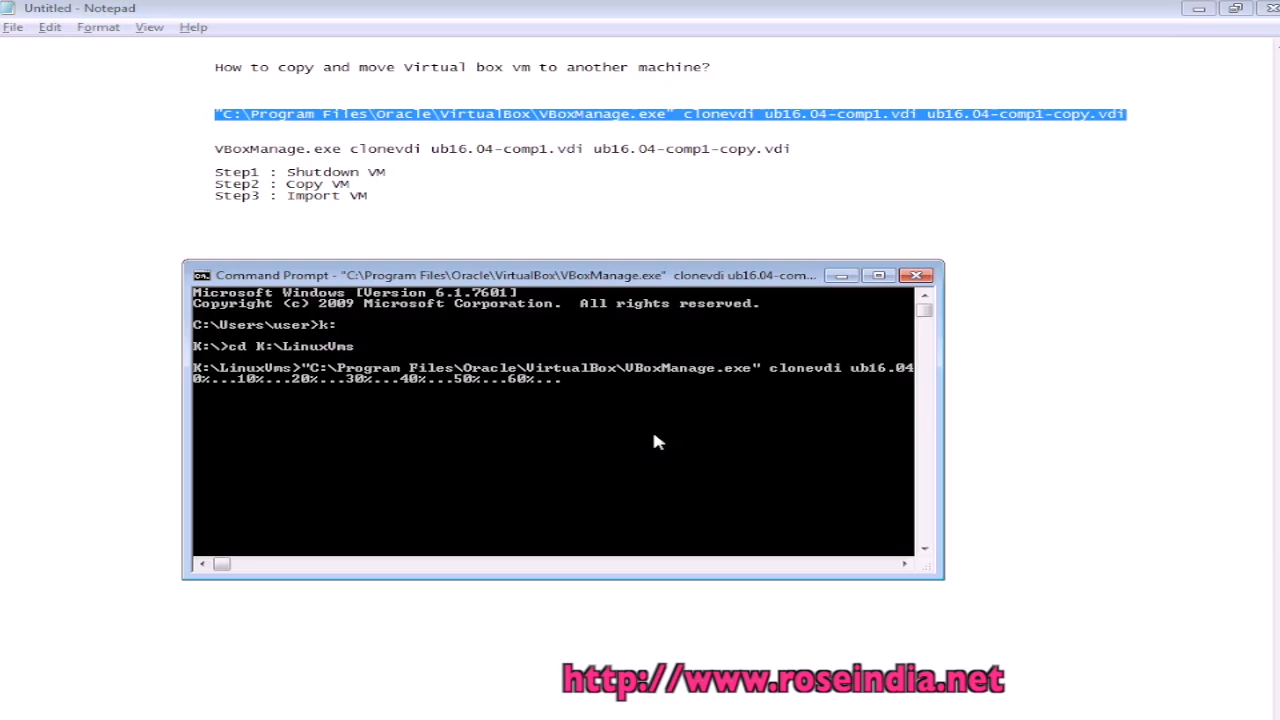 Untitled - Notepad
File Edit Format View Help
How to copy and move Virtual box vm to another machine?
"C:\Program Files\Oracle\VirtualBox\VBoxManage.exe" clonevdi ub16.04-comp1.vdi ub16.04-comp1-copy.vdi
VBoxManage.exe clonevdi ub16.04-comp1.vdi ub16.04-comp1-copy.vdi
Step1 : Shutdown VM
Step2 : Copy VM
Step3 : Import VM
Command Prompt - "C:\Program Files\Oracle\VirtualBox\VBoxManage.exe" clonevdi ub16.04-com...
Microsoft Windows [Version 6.1.7601]
Copyright (c) 2009 Microsoft Corporation. All rights reserved.
C:\Users\user>k:
K:\>cd K:\LinuxVms
K:\LinuxVms>"C:\Program Files\Oracle\VirtualBox\VBoxManage.exe" clonevdi ub16.04
0%...10%...20%...30%...40%...50%...60%...
http://www.roseindia.net